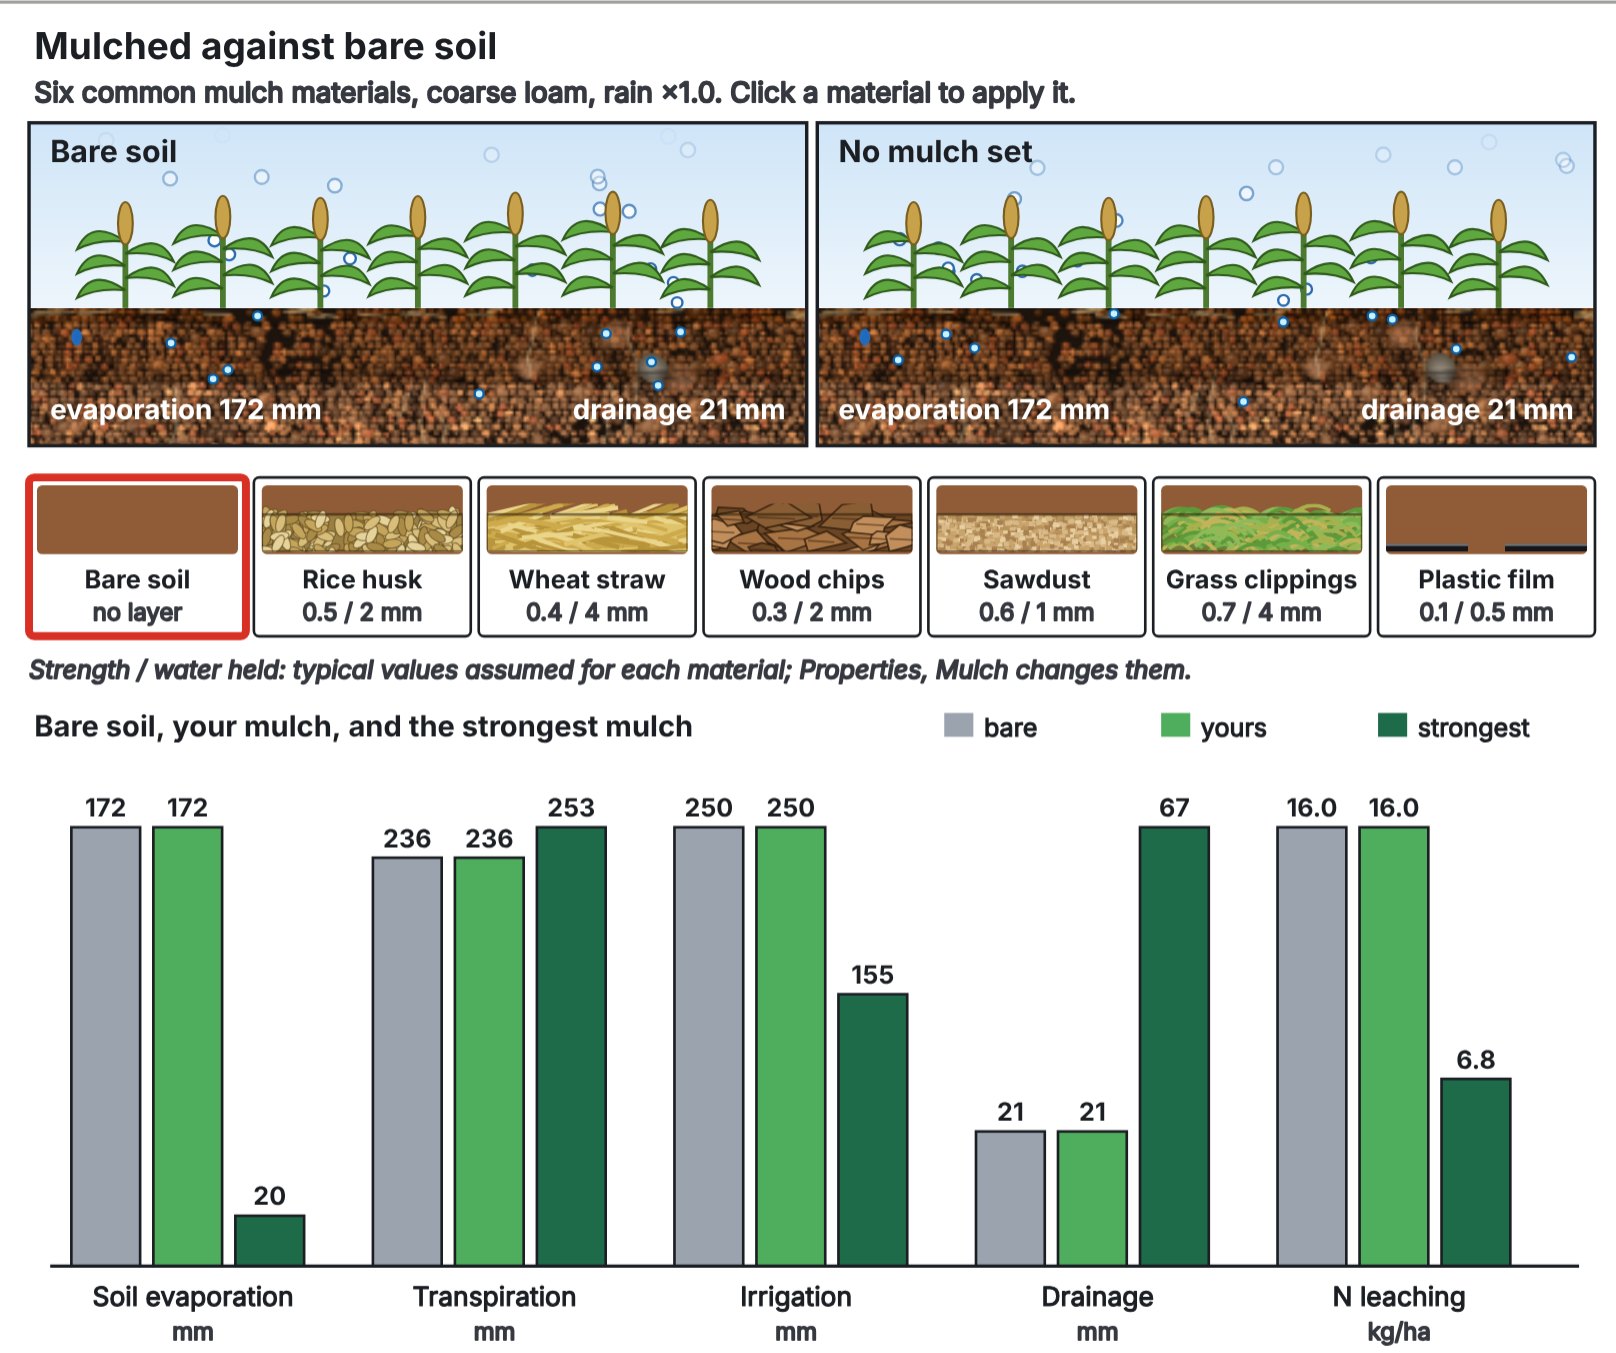 Mulched against bare soil
Six common mulch materials, coarse loam, rain ×1.0. Click a material to apply it.
Bare soil
No mulch set
evaporation 172 mm
drainage 21 mm
evaporation 172 mm
drainage 21 mm
Bare soil
no layer
Rice husk
0.5 / 2 mm
Wheat straw
0.4 / 4 mm
Wood chips
0.3 / 2 mm
Sawdust
0.6 / 1 mm
Grass clippings
0.7 / 4 mm
Plastic film
0.1 / 0.5 mm
Strength / water held: typical values assumed for each material; Properties, Mulch changes them.
Bare soil, your mulch, and the strongest mulch
bare
yours
strongest
172
172
20
236
236
253
250
250
155
21
21
67
16.0
16.0
6.8
Soil evaporation
mm
Transpiration
mm
Irrigation
mm
Drainage
mm
N leaching
kg/ha